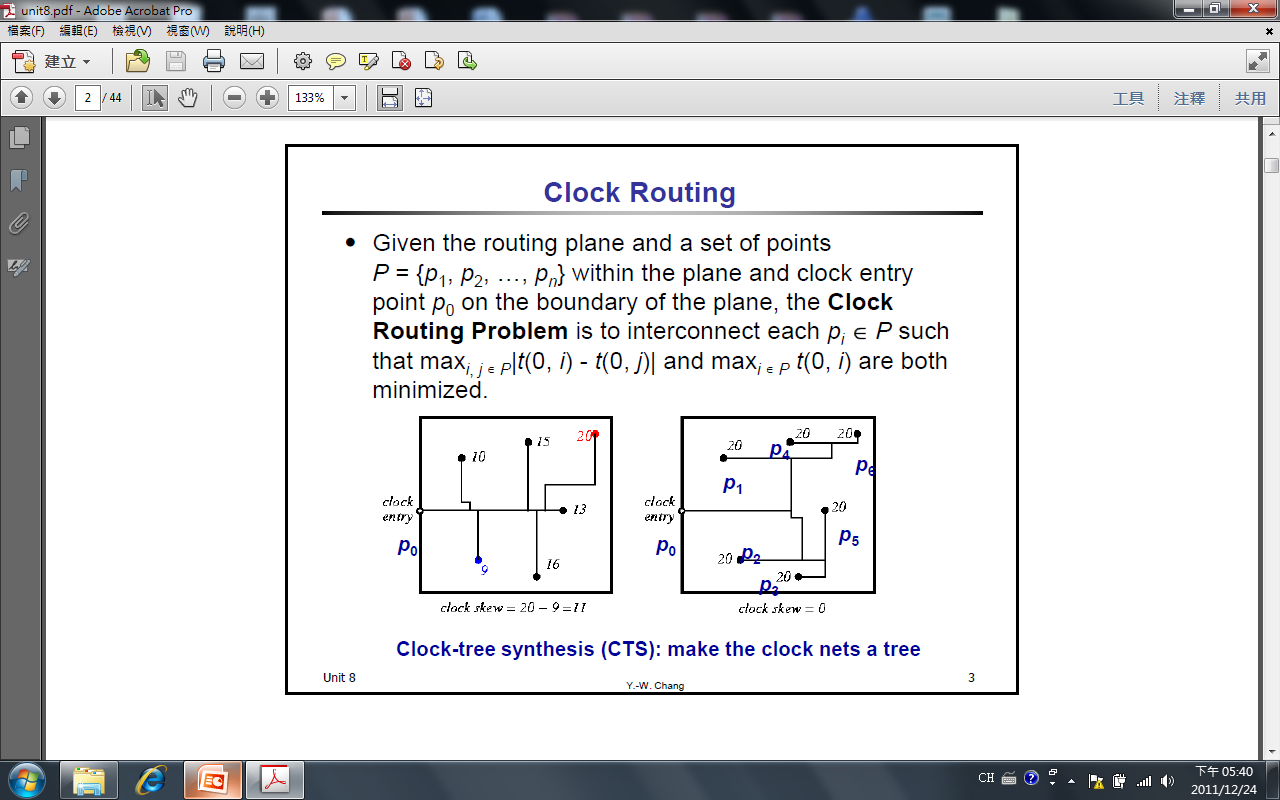 unit8.pdf - Adobe Acrobat Pro
檔案(F) 編輯(E) 檢視(V) 視窗(W) 說明(H)
建立
2 / 44
133%
工具 注釋 共用
Clock Routing
• Given the routing plane and a set of points
P = {p1, p2, …, pn} within the plane and clock entry
point p0 on the boundary of the plane, the Clock
Routing Problem is to interconnect each pi ∈ P such
that maxi, j ∈ P|t(0, i) - t(0, j)| and maxi ∈ P t(0, i) are both
minimized.
10 15 20
clock
entry
p0
13
9
16
clock skew = 20 − 9 =11
20 20 20
p4
p6
p1
clock
entry
p0
20
p5
20 p2
20
p3
clock skew = 0
Clock-tree synthesis (CTS): make the clock nets a tree
Unit 8
Y.-W. Chang
3
CH
下午 05:40
2011/12/24